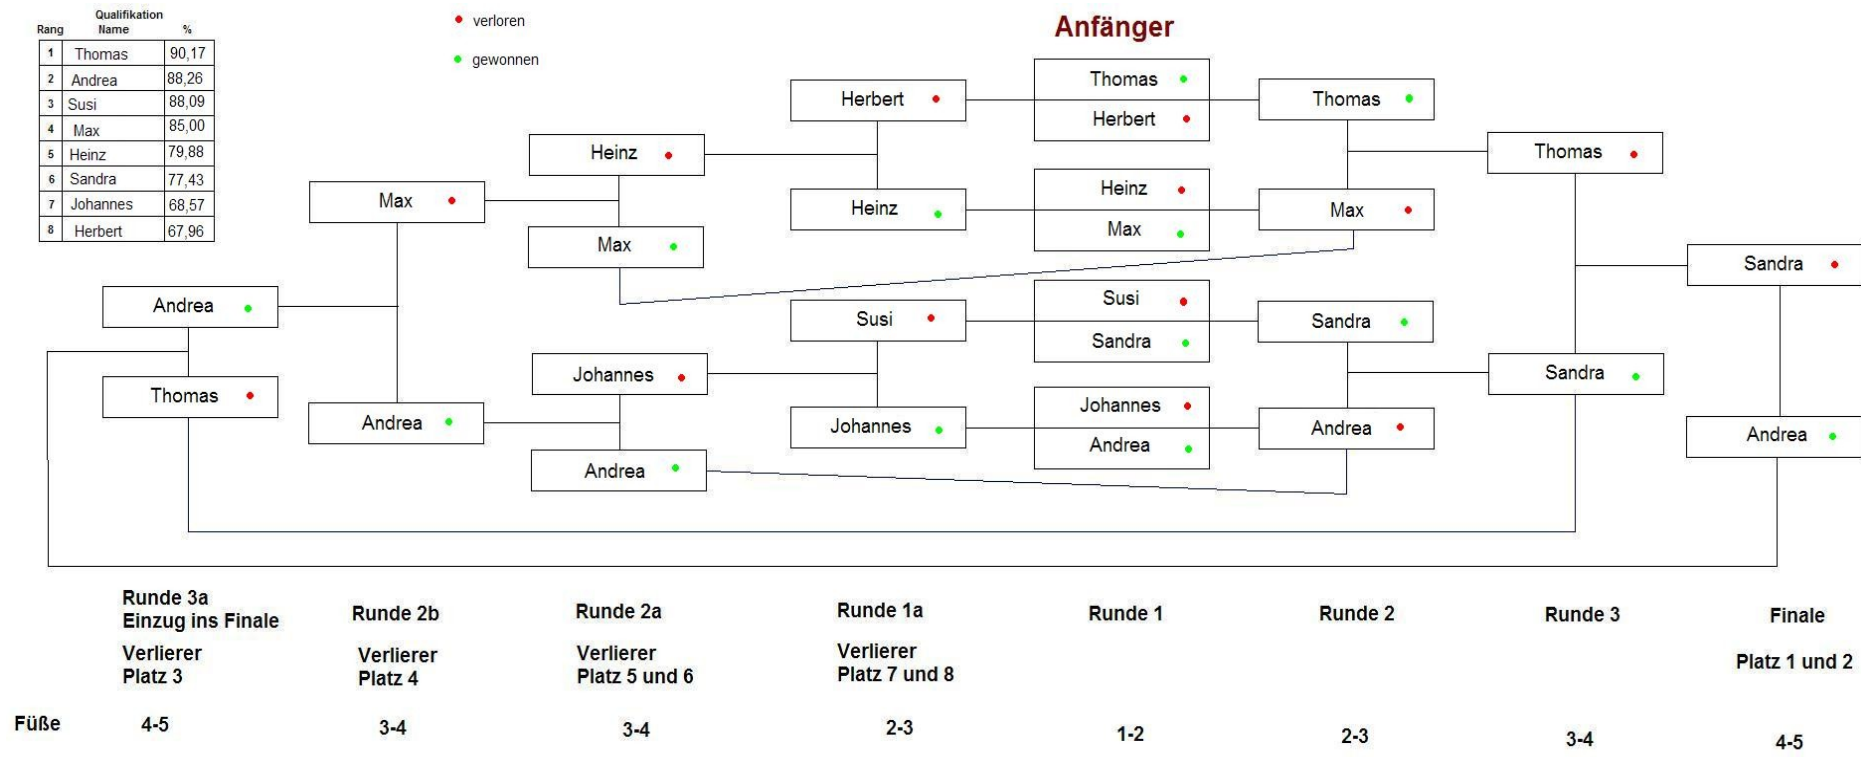 Qualifikation
Rang Name %
1 Thomas 90,17
2 Andrea 88,26
3 Susi 88,09
4 Max 85,00
5 Heinz 79,88
6 Sandra 77,43
7 Johannes 68,57
8 Herbert 67,96
verloren
gewonnen
Anfänger
Andrea
Thomas
Max
Andrea
Heinz
Max
Johannes
Andrea
Herbert
Heinz
Susi
Johannes
Thomas
Herbert
Heinz
Max
Susi
Sandra
Johannes
Andrea
Thomas
Max
Sandra
Andrea
Thomas
Sandra
Sandra
Andrea
Runde 3a
Einzug ins Finale
Verlierer
Platz 3
Runde 2b
Verlierer
Platz 4
Runde 2a
Verlierer
Platz 5 und 6
Runde 1a
Verlierer
Platz 7 und 8
Runde 1
Runde 2
Runde 3
Finale
Platz 1 und 2
Füße 4-5 3-4 3-4 2-3 1-2 2-3 3-4 4-5